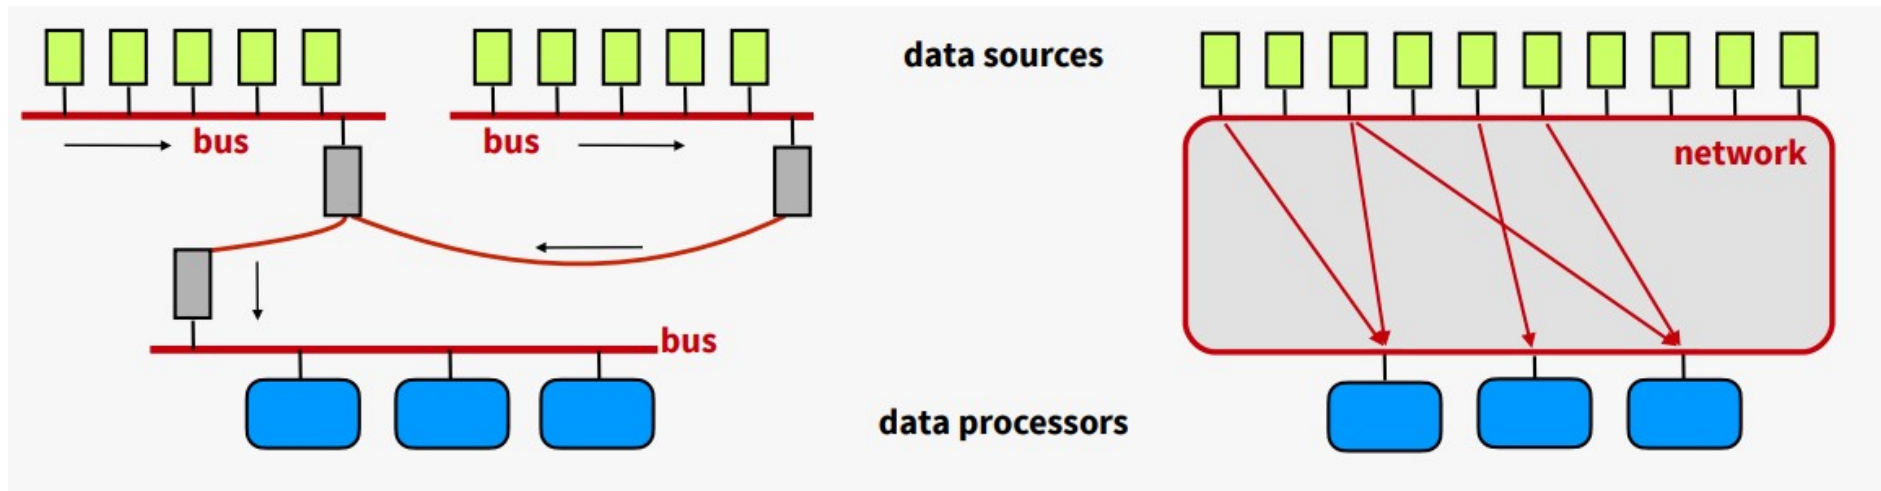 data sources
bus
bus
network
bus
data processors